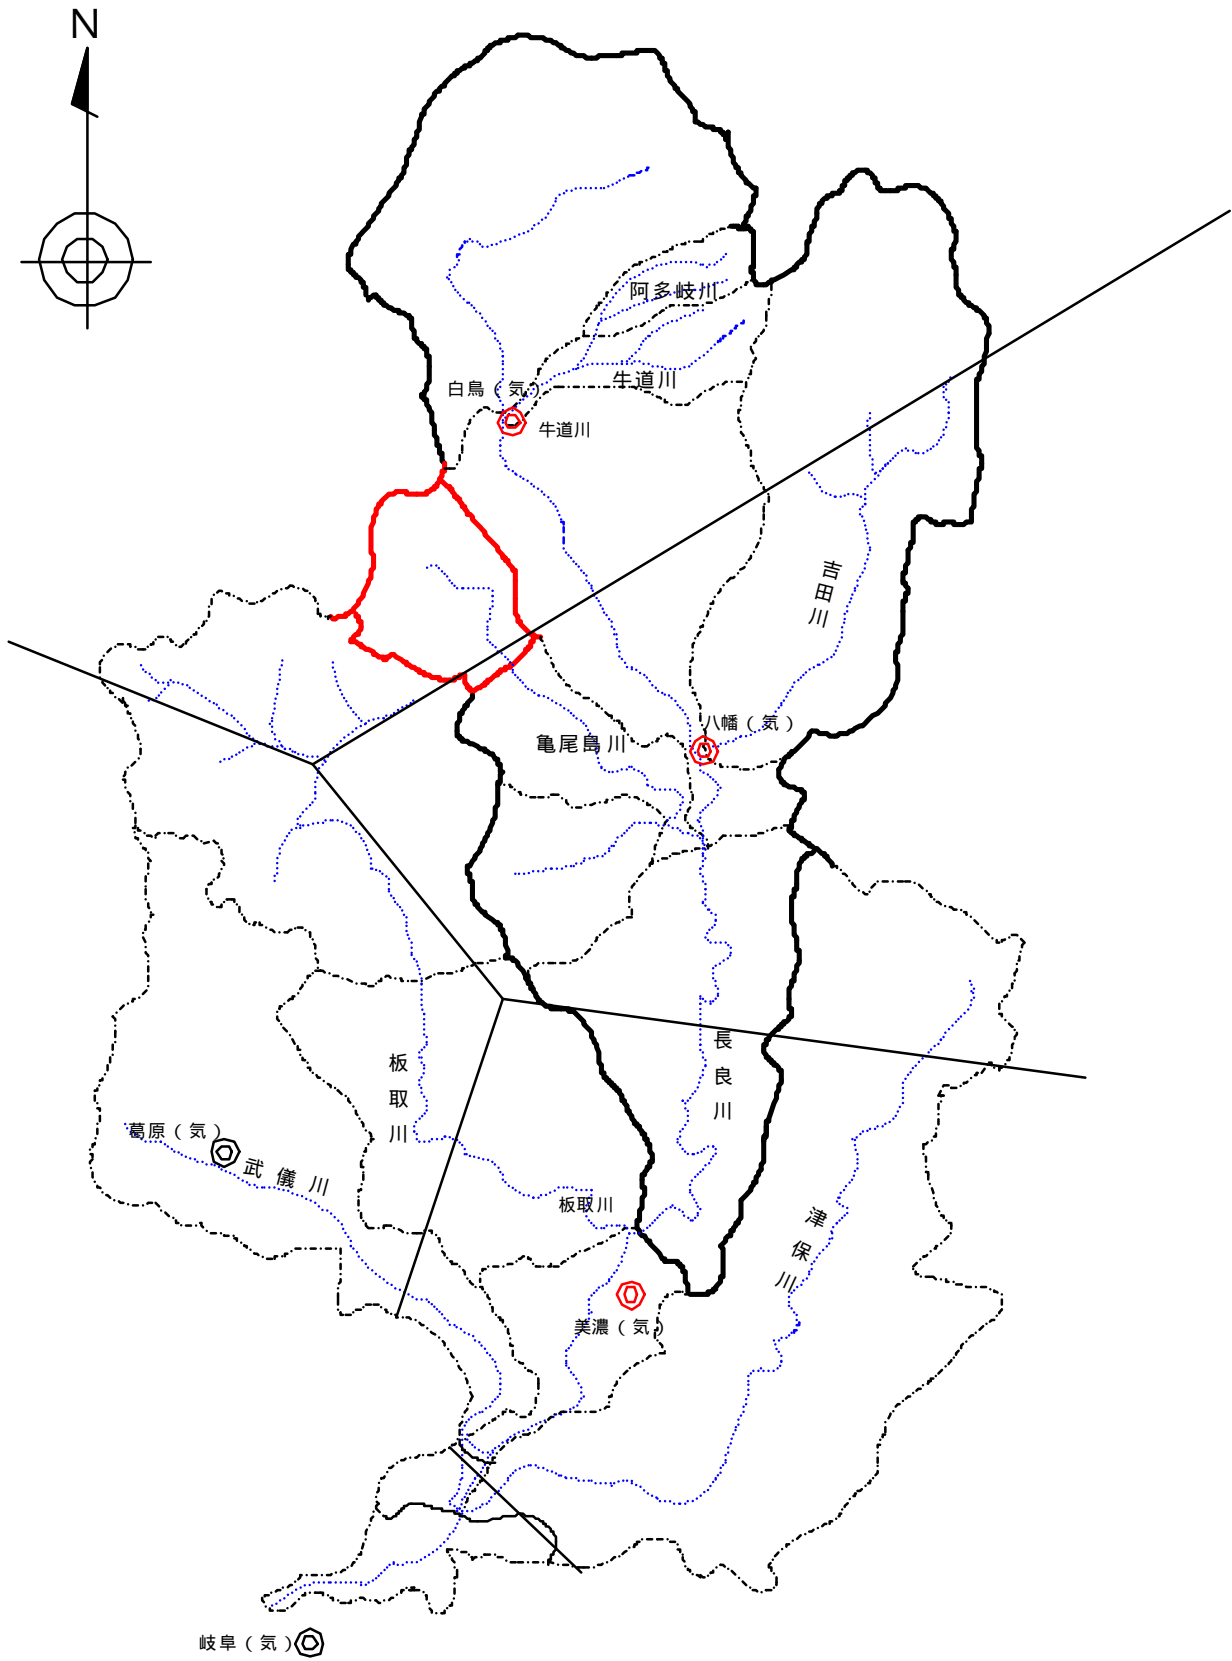 N
阿多岐川
牛道川
白鳥(気)
牛道川
吉田川
八幡(気)
亀尾島川
長良川
板取川
葛原(気)
武儀川
板取川
津保川
美濃(気)
岐阜(気)